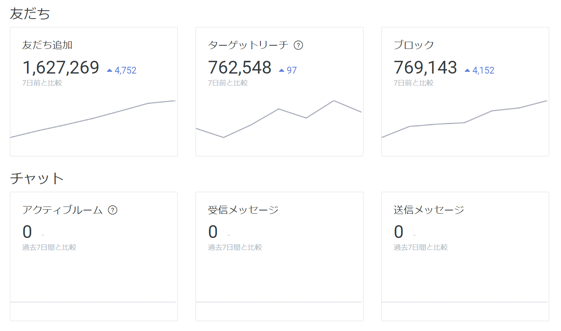 友だち
友だち追加 ターゲットリーチ ? ブロック
1,627,269 ▲ 4,752 762,548 ▲ 97 769,143 ▲ 4,152
7日前と比較 7日前と比較 7日前と比較
チャット
アクティブルーム ? 受信メッセージ 送信メッセージ
0 - 0 - 0 -
過去7日間と比較 過去7日間と比較 過去7日間と比較